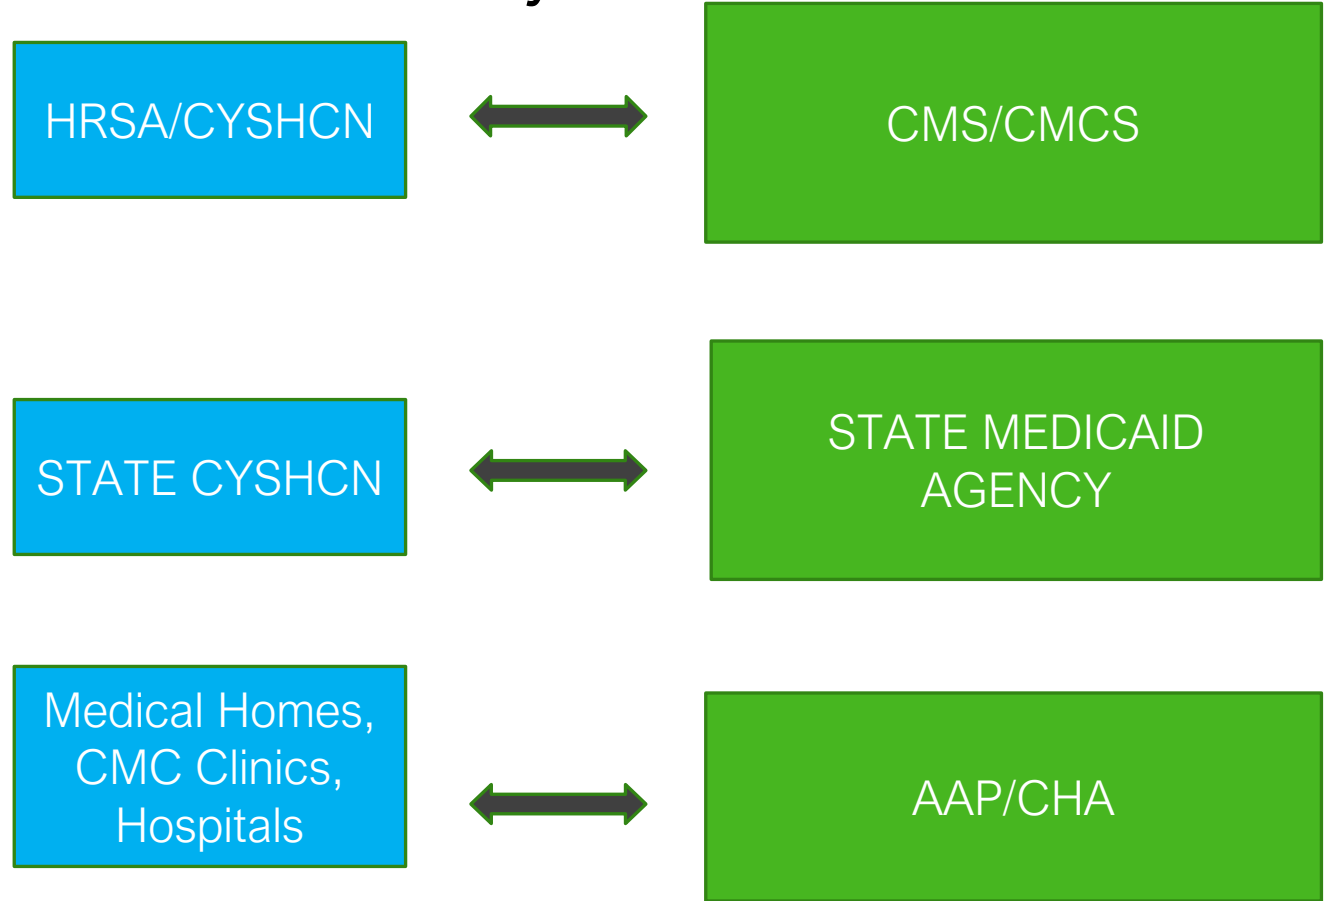 HRSA/CYSHCN
CMS/CMCS
STATE CYSHCN
STATE MEDICAID
AGENCY
Medical Homes,
CMC Clinics,
Hospitals
AAP/CHA